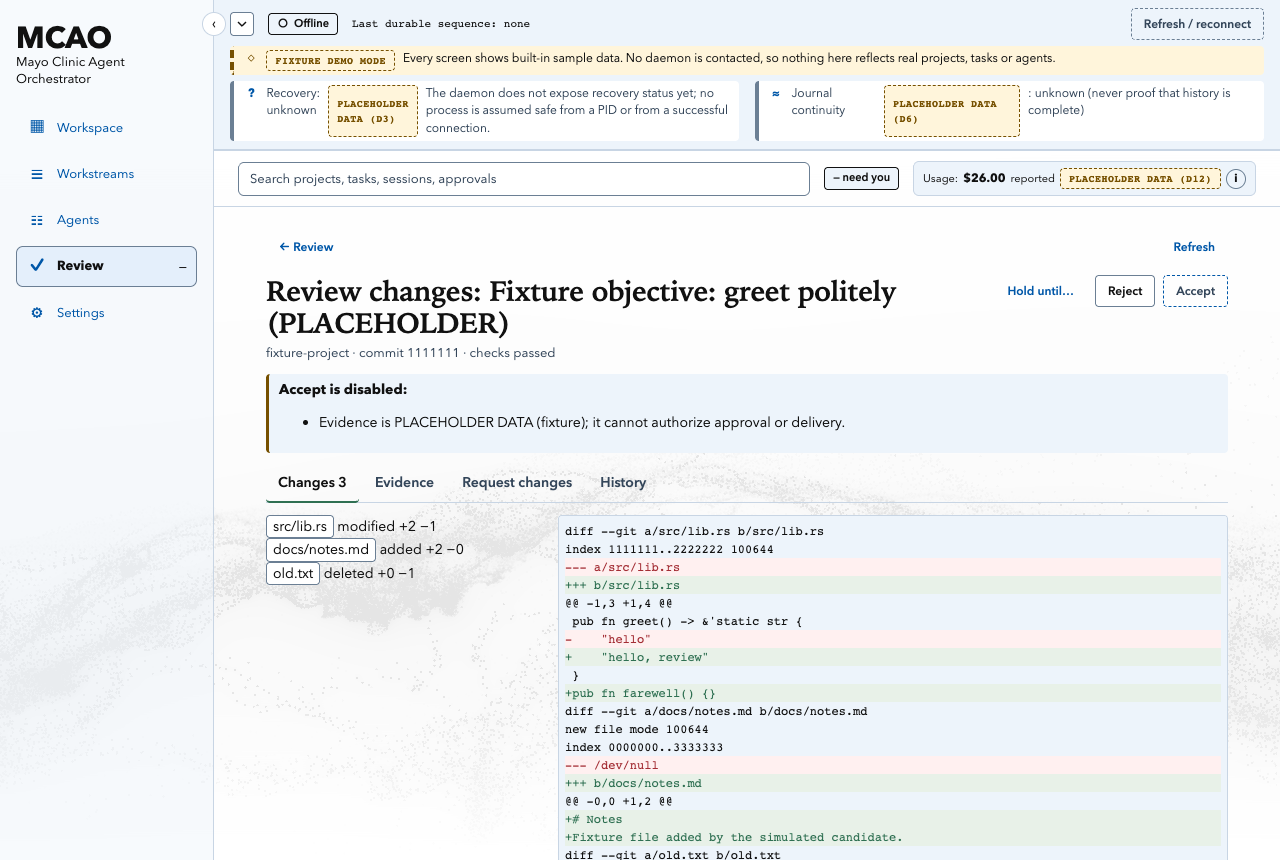 MCAO
Mayo Clinic Agent
Orchestrator
Workspace
Workstreams
Agents
Review –
Settings
Offline
Last durable sequence: none
Refresh / reconnect
FIXTURE DEMO MODE Every screen shows built-in sample data. No daemon is contacted, so nothing here reflects real projects, tasks or agents.
? Recovery:
unknown
PLACEHOLDER
DATA (D3)
The daemon does not expose recovery status yet; no
process is assumed safe from a PID or from a successful
connection.
≈ Journal
continuity
PLACEHOLDER DATA
(D6)
: unknown (never proof that history is
complete)
Search projects, tasks, sessions, approvals
– need you
Usage: $26.00 reported PLACEHOLDER DATA (D12) i
← Review
Refresh
Review changes: Fixture objective: greet politely
(PLACEHOLDER)
Hold until…
Reject
Accept
fixture-project · commit 1111111 · checks passed
Accept is disabled:
• Evidence is PLACEHOLDER DATA (fixture); it cannot authorize approval or delivery.
Changes 3
Evidence
Request changes
History
src/lib.rs modified +2 −1
docs/notes.md added +2 −0
old.txt deleted +0 −1
diff --git a/src/lib.rs b/src/lib.rs
index 1111111..2222222 100644
--- a/src/lib.rs
+++ b/src/lib.rs
@@ -1,3 +1,4 @@
 pub fn greet() -> &'static str {
-    "hello"
+    "hello, review"
 }
+pub fn farewell() {}
diff --git a/docs/notes.md b/docs/notes.md
new file mode 100644
index 0000000..3333333
--- /dev/null
+++ b/docs/notes.md
@@ -0,0 +1,2 @@
+# Notes
+Fixture file added by the simulated candidate.
diff --git a/old.txt b/old.txt